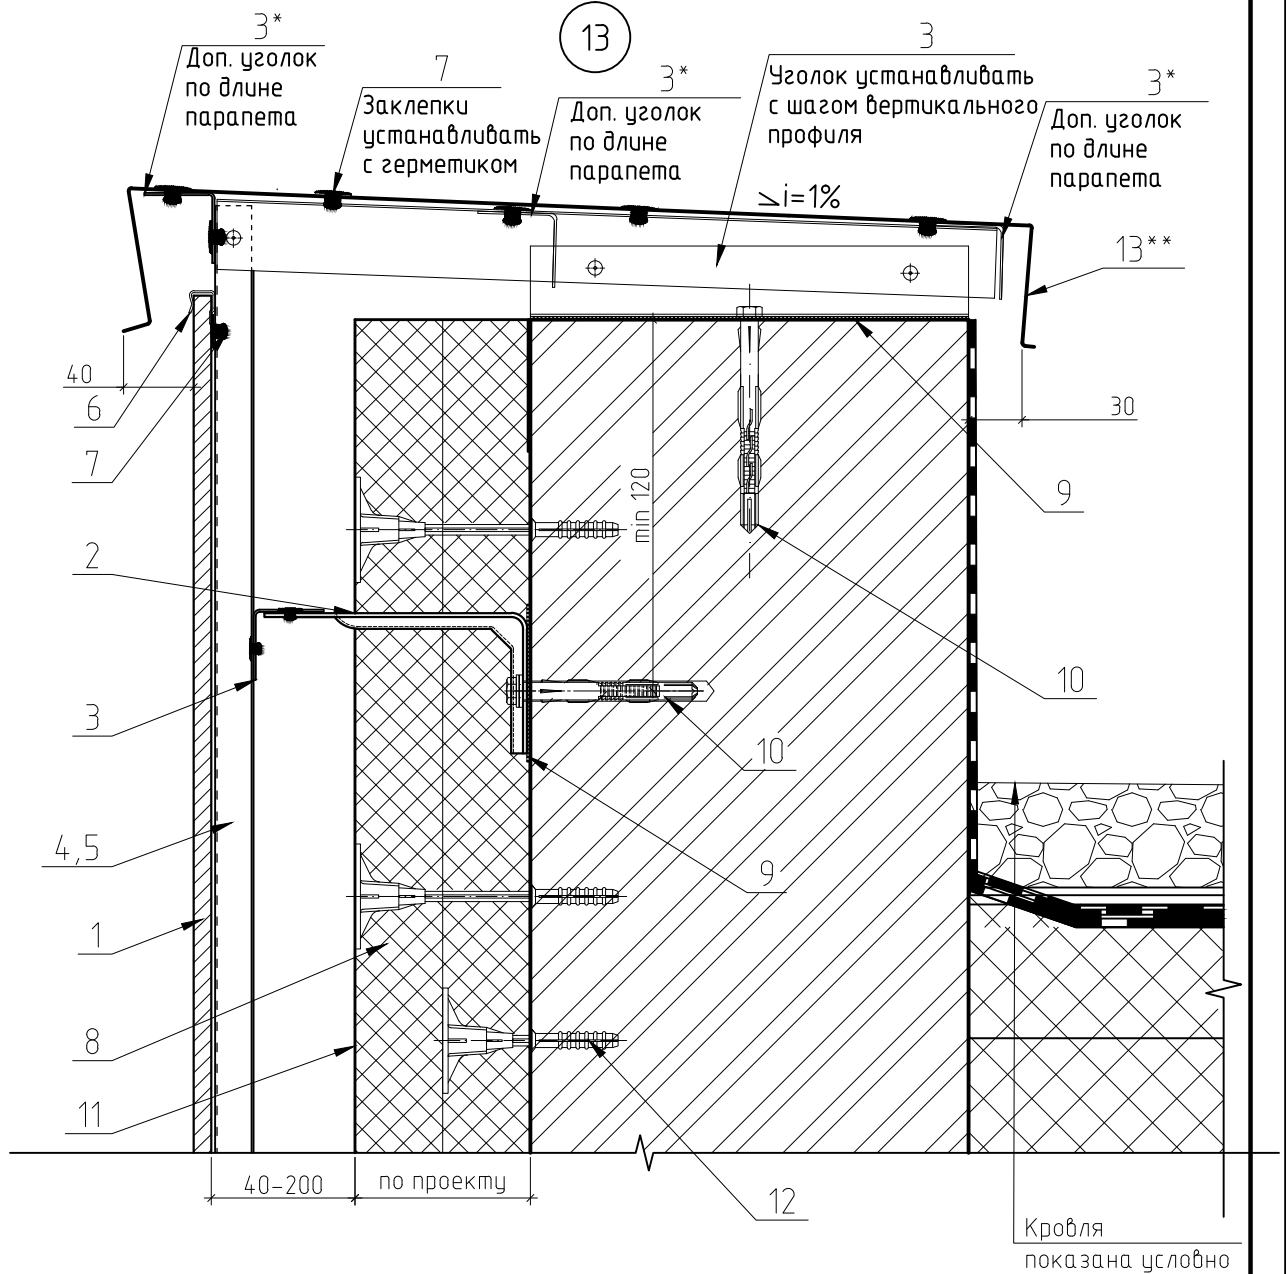 13
3*
Доп. уголок
по длине
парапета
7
Заклепки
устанавливать
с герметиком
3*
Доп. уголок
по длине
парапета
3
Уголок устанавливать
с шагом вертикального
профиля
3*
Доп. уголок
по длине
парапета
i=1%
13**
40
6
7
30
9
min 120
2
10
3
10
4,5
9
1
8
11
12
40-200
по проекту
Кровля
показана условно